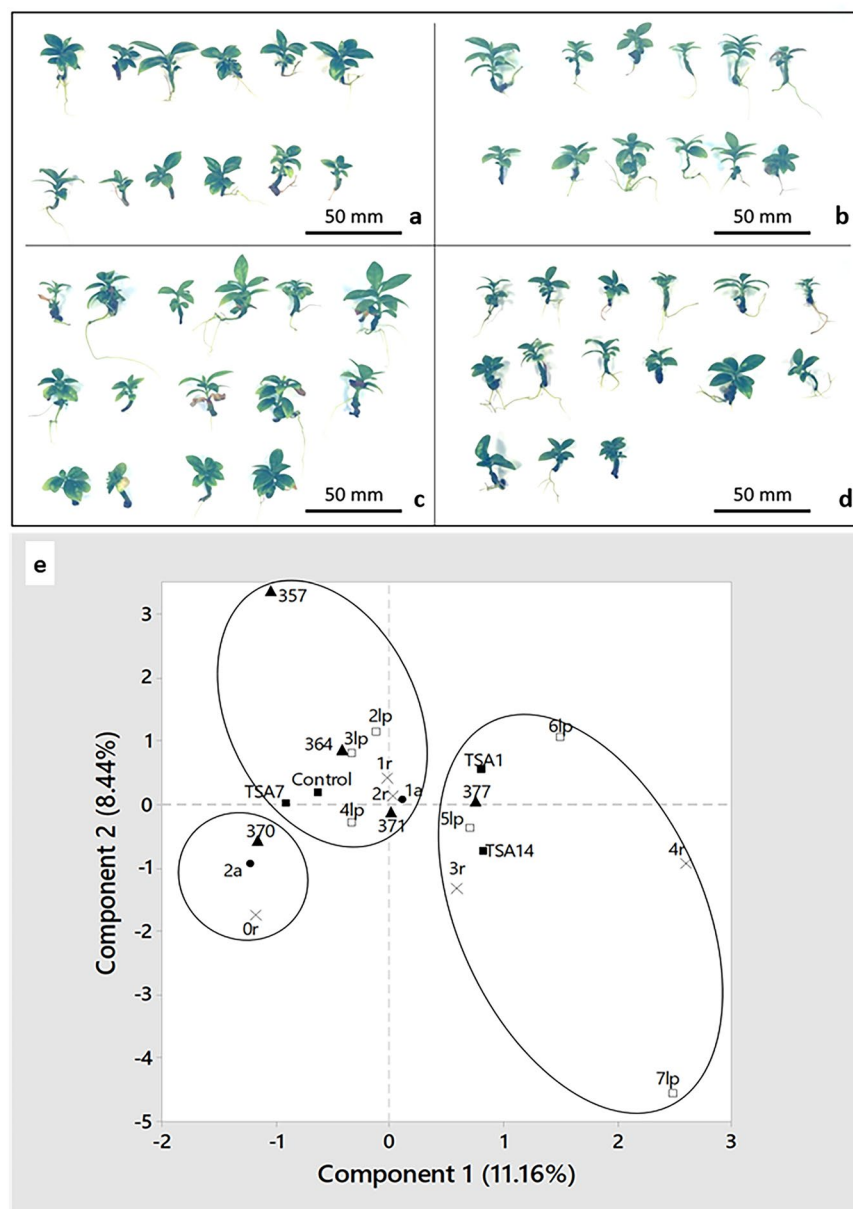 50 mm
a
50 mm
b
50 mm
c
50 mm
d
e
3
2
1
0
-1
-2
-3
-4
-5
-2
-1
0
1
2
3
Component 2 (8.44%)
Component 1 (11.16%)
357
2lp
364
3lp
1r
Control
TSA7
2r
1a
4lp
371
370
2a
0r
6lp
TSA1
377
5lp
TSA14
3r
4r
7lp